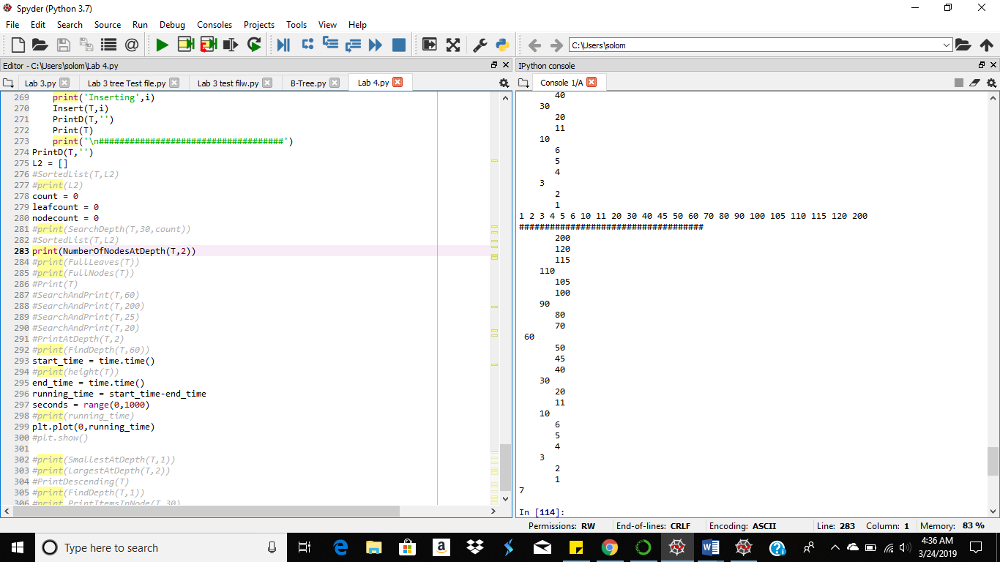 Spyder (Python 3.7)
File Edit Search Source Run Debug Consoles Projects Tools View Help
C:\Users\solom
Editor - C:\Users\solom\Lab 4.py
Lab 3.py Lab 3 tree Test file.py Lab 3 test filw.py B-Tree.py Lab 4.py
269 print('Inserting',i)
270 Insert(T,i)
271 PrintD(T,'')
272 Print(T)
273 print('\n####################################')
274 PrintD(T,'')
275 L2 = []
276 #SortedList(T,L2)
277 #print(L2)
278 count = 0
279 leafcount = 0
280 nodecount = 0
281 #print(SearchDepth(T,30,count))
282 #SortedList(T,L2)
283 print(NumberOfNodesAtDepth(T,2))
284 #print(FullLeaves(T))
285 #print(FullNodes(T))
286 #Print(T)
287 #SearchAndPrint(T,60)
288 #SearchAndPrint(T,200)
289 #SearchAndPrint(T,25)
290 #SearchAndPrint(T,20)
291 #PrintAtDepth(T,2)
292 #print(FindDepth(T,60))
293 start_time = time.time()
294 #print(height(T))
295 end_time = time.time()
296 running_time = start_time-end_time
297 seconds = range(0,1000)
298 #print(running_time)
299 plt.plot(0,running_time)
300 #plt.show()
301
302 #print(SmallestAtDepth(T,1))
303 #print(LargestAtDepth(T,2))
304 #PrintDescending(T)
305 #print(FindDepth(T,1))
306 #print PrintItemsInNode(T,30)
IPython console
Console 1/A
40
30
20
11
10
6
5
4
3
2
1
1 2 3 4 5 6 10 11 20 30 40 45 50 60 70 80 90 100 105 110 115 120 200
####################################
200
120
115
110
105
100
90
80
70
60
50
45
40
30
20
11
10
6
5
4
3
2
1
7
In [114]:
Permissions: RW End-of-lines: CRLF Encoding: ASCII Line: 283 Column: 1 Memory: 83 %
Type here to search
4:36 AM
3/24/2019